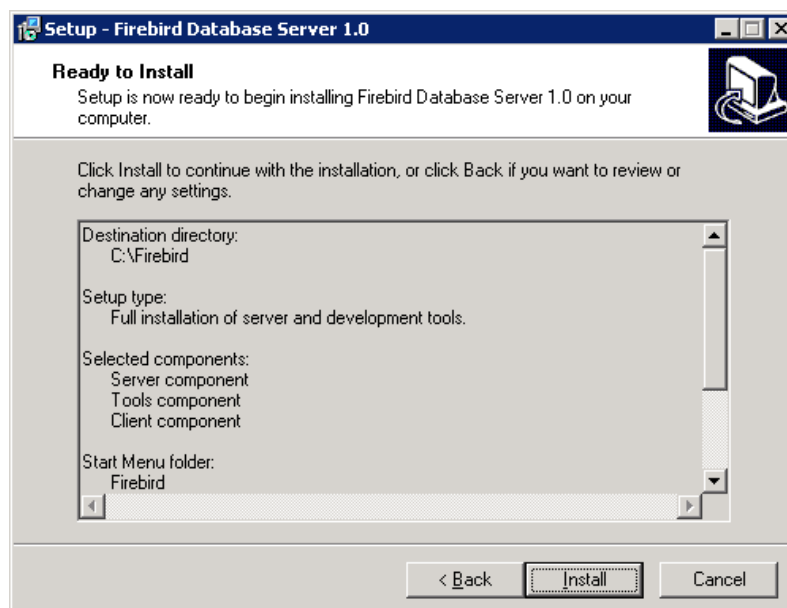 Setup - Firebird Database Server 1.0
Ready to Install
Setup is now ready to begin installing Firebird Database Server 1.0 on your
computer.
Click Install to continue with the installation, or click Back if you want to review or
change any settings.
Destination directory:
C:\Firebird
Setup type:
Full installation of server and development tools.
Selected components:
Server component
Tools component
Client component
Start Menu folder:
Firebird
< Back
Install
Cancel